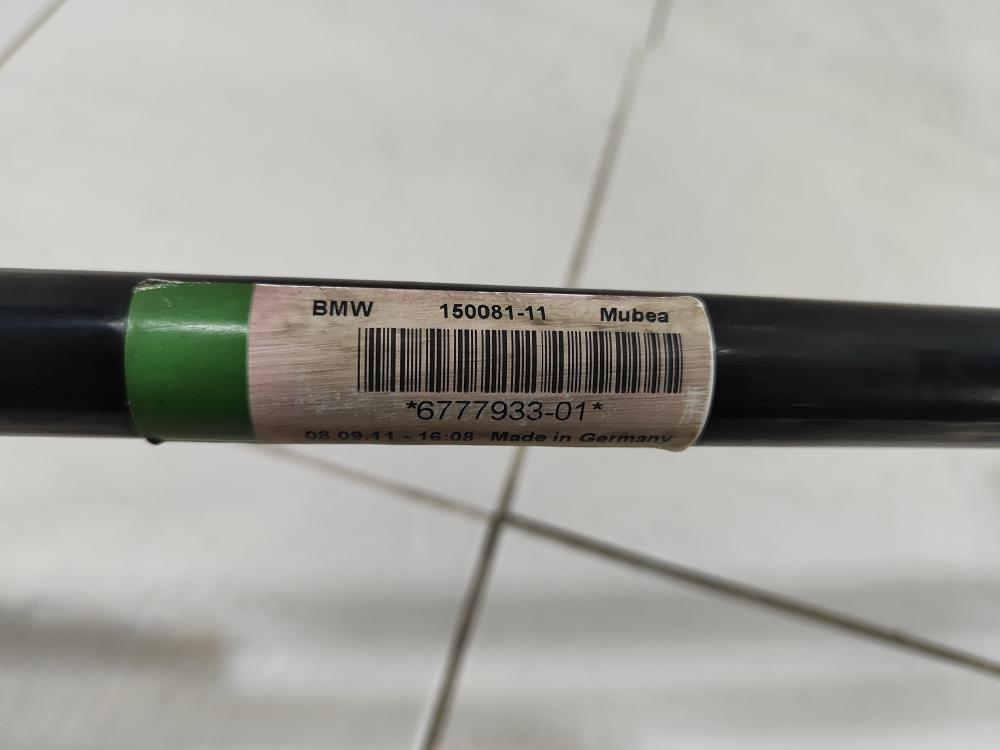 BMW 150081-11 Mubea
*6777933-01*
08.09.11 - 16:08 Made in Germany